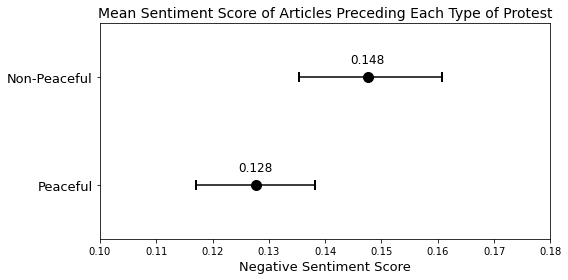 Mean Sentiment Score of Articles Preceding Each Type of Protest
Non-Peaceful
0.148
0.128
Peaceful
0.10 0.11 0.12 0.13 0.14 0.15 0.16 0.17 0.18
Negative Sentiment Score